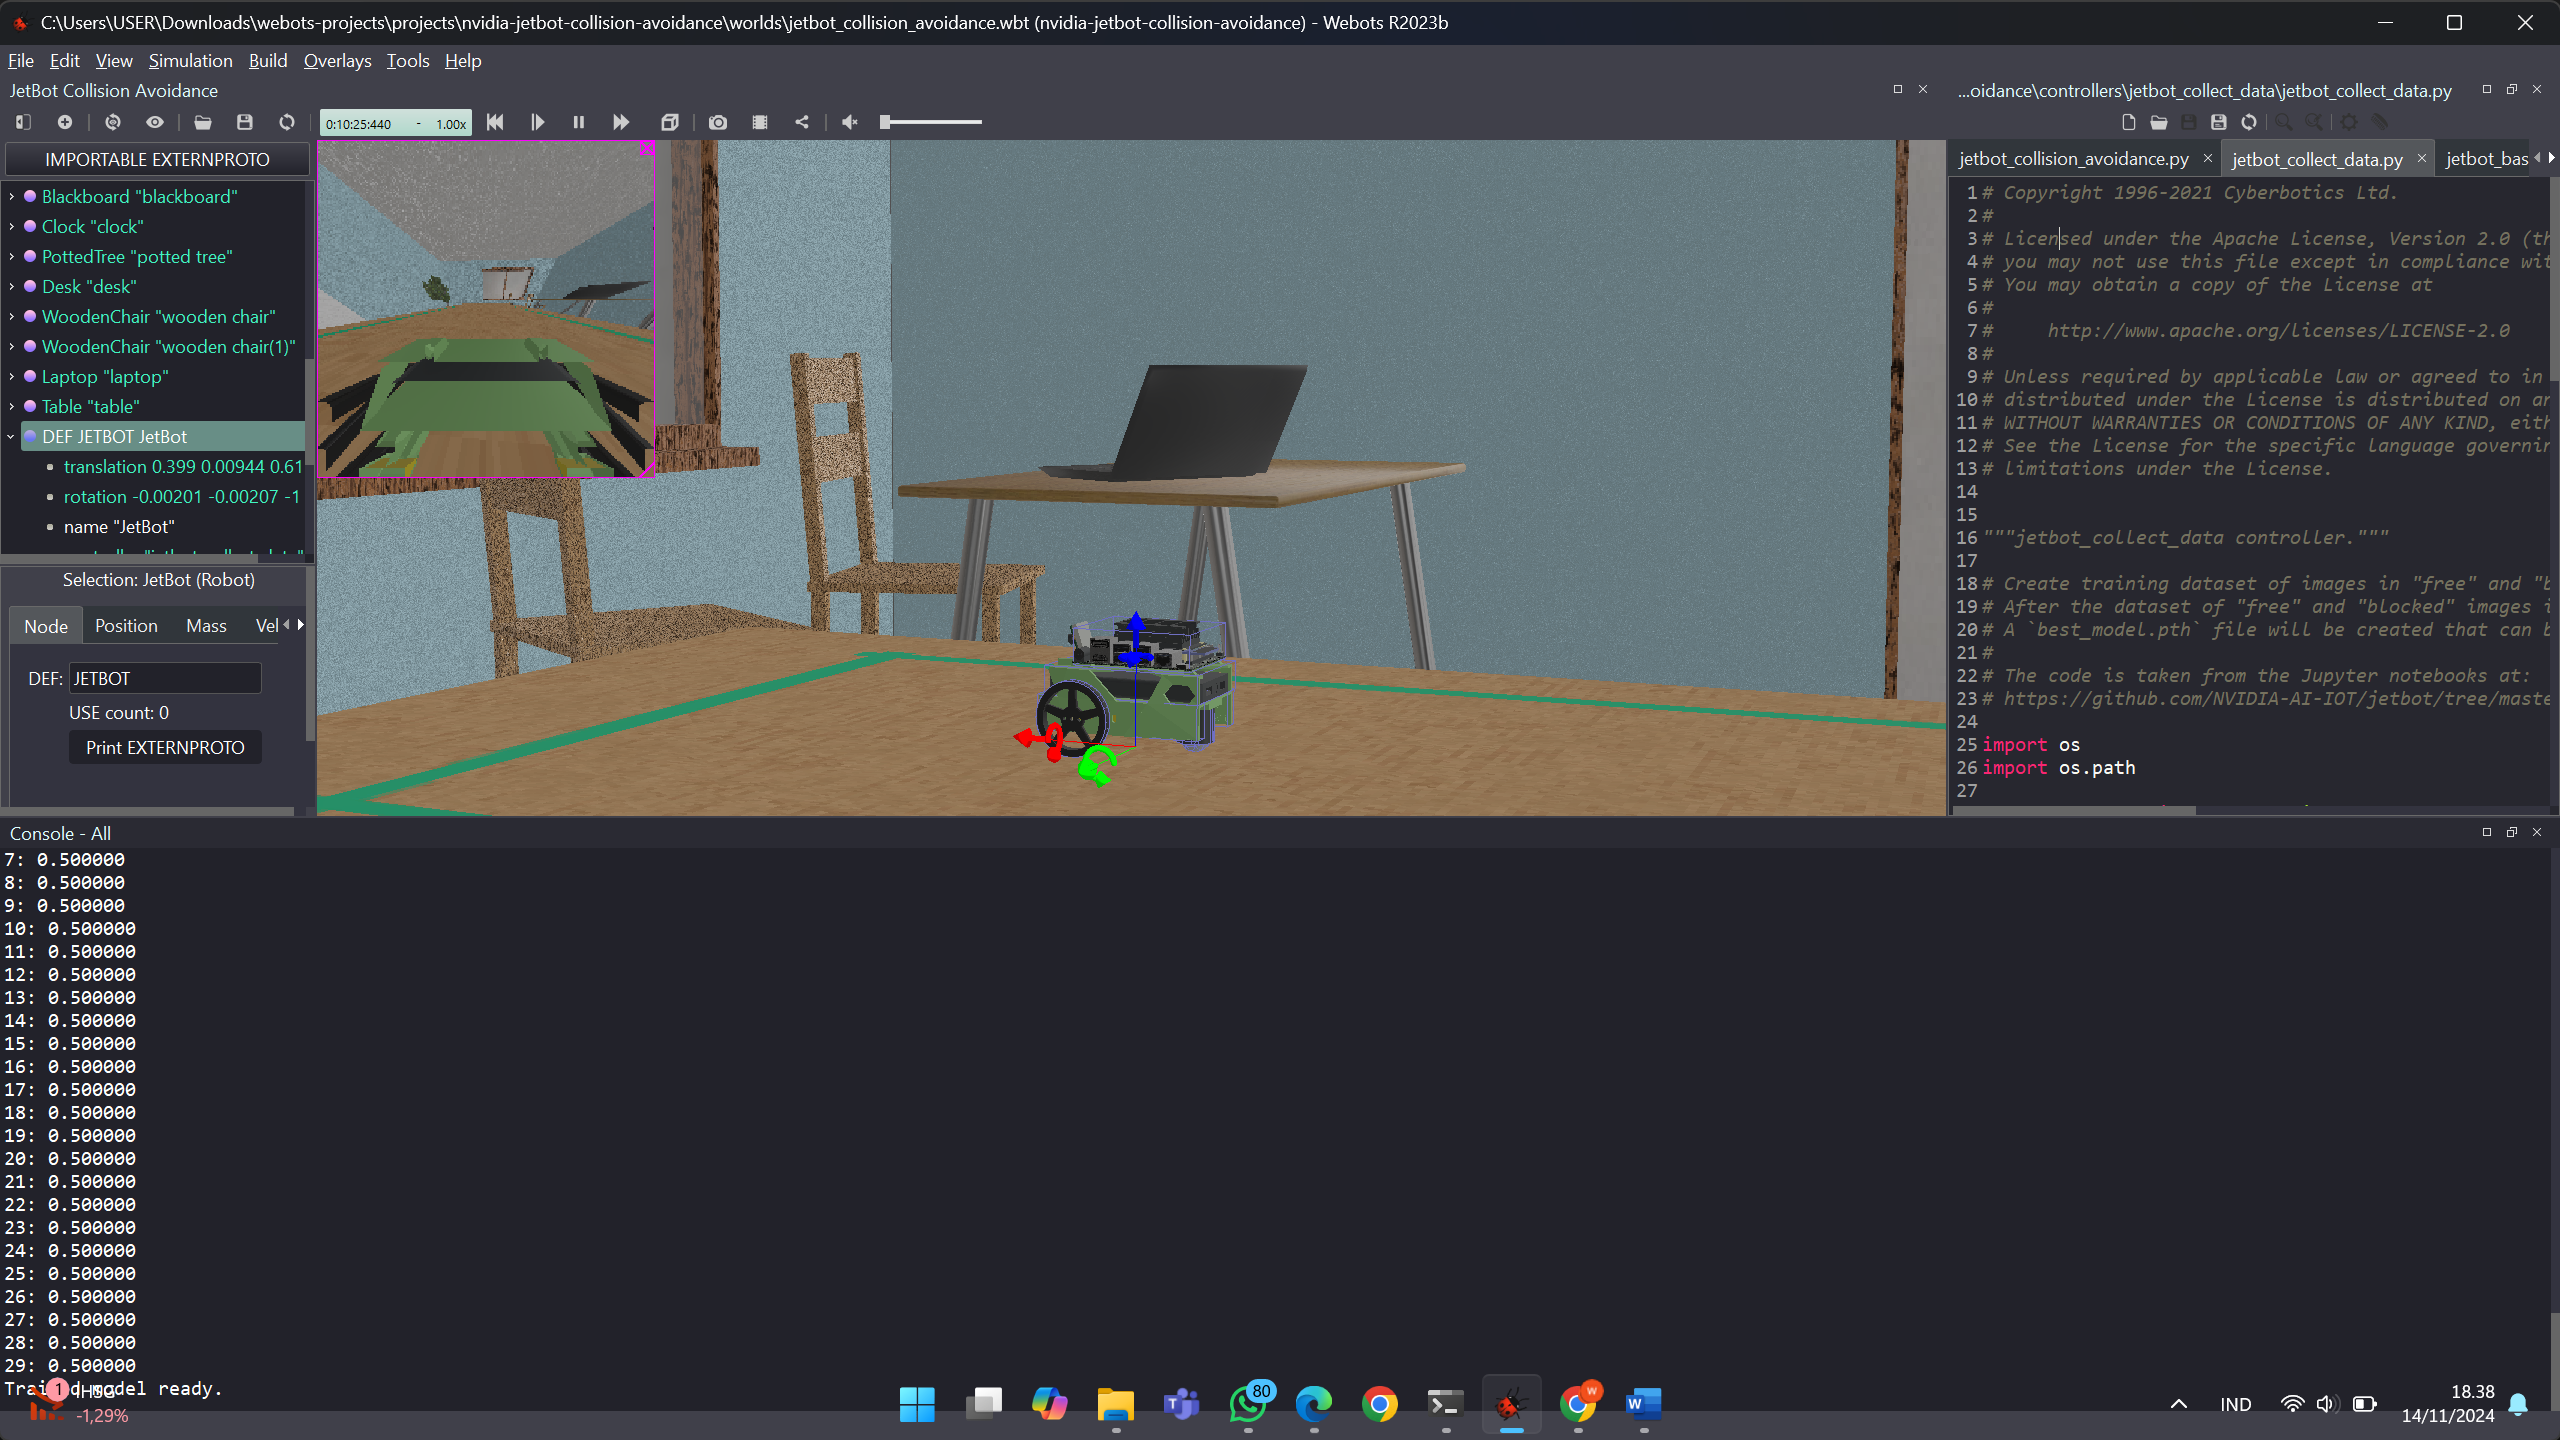 C:\Users\USER\Downloads\webots-projects\projects\nvidia-jetbot-collision-avoidance\worlds\jetbot_collision_avoidance.wbt (nvidia-jetbot-collision-avoidance) - Webots R2023b
File Edit View Simulation Build Overlays Tools Help
JetBot Collision Avoidance
0:10:25:440 - 1.00x
IMPORTABLE EXTERNPROTO
Blackboard "blackboard"
Clock "clock"
PottedTree "potted tree"
Desk "desk"
WoodenChair "wooden chair"
WoodenChair "wooden chair(1)"
Laptop "laptop"
Table "table"
DEF JETBOT JetBot
translation 0.399 0.00944 0.61
rotation -0.00201 -0.00207 -1
name "JetBot"
Selection: JetBot (Robot)
Node Position Mass Vel
DEF: JETBOT
USE count: 0
Print EXTERNPROTO
...oidance\controllers\jetbot_collect_data\jetbot_collect_data.py
jetbot_collision_avoidance.py jetbot_collect_data.py jetbot_bas
1 # Copyright 1996-2021 Cyberbotics Ltd.
2 #
3 # Licensed under the Apache License, Version 2.0 (th
4 # you may not use this file except in compliance wit
5 # You may obtain a copy of the License at
6 #
7 #     http://www.apache.org/licenses/LICENSE-2.0
8 #
9 # Unless required by applicable law or agreed to in
10 # distributed under the License is distributed on an
11 # WITHOUT WARRANTIES OR CONDITIONS OF ANY KIND, eith
12 # See the License for the specific language governin
13 # limitations under the License.
14
15
16 """jetbot_collect_data controller."""
17
18 # Create training dataset of images in "free" and "b
19 # After the dataset of "free" and "blocked" images i
20 # A `best_model.pth` file will be created that can b
21 #
22 # The code is taken from the Jupyter notebooks at:
23 # https://github.com/NVIDIA-AI-IOT/jetbot/tree/maste
24
25 import os
26 import os.path
27
Console - All
7: 0.500000
8: 0.500000
9: 0.500000
10: 0.500000
11: 0.500000
12: 0.500000
13: 0.500000
14: 0.500000
15: 0.500000
16: 0.500000
17: 0.500000
18: 0.500000
19: 0.500000
20: 0.500000
21: 0.500000
22: 0.500000
23: 0.500000
24: 0.500000
25: 0.500000
26: 0.500000
27: 0.500000
28: 0.500000
29: 0.500000
model ready.
1 IHSG
-1,29%
80
IND
18.38
14/11/2024